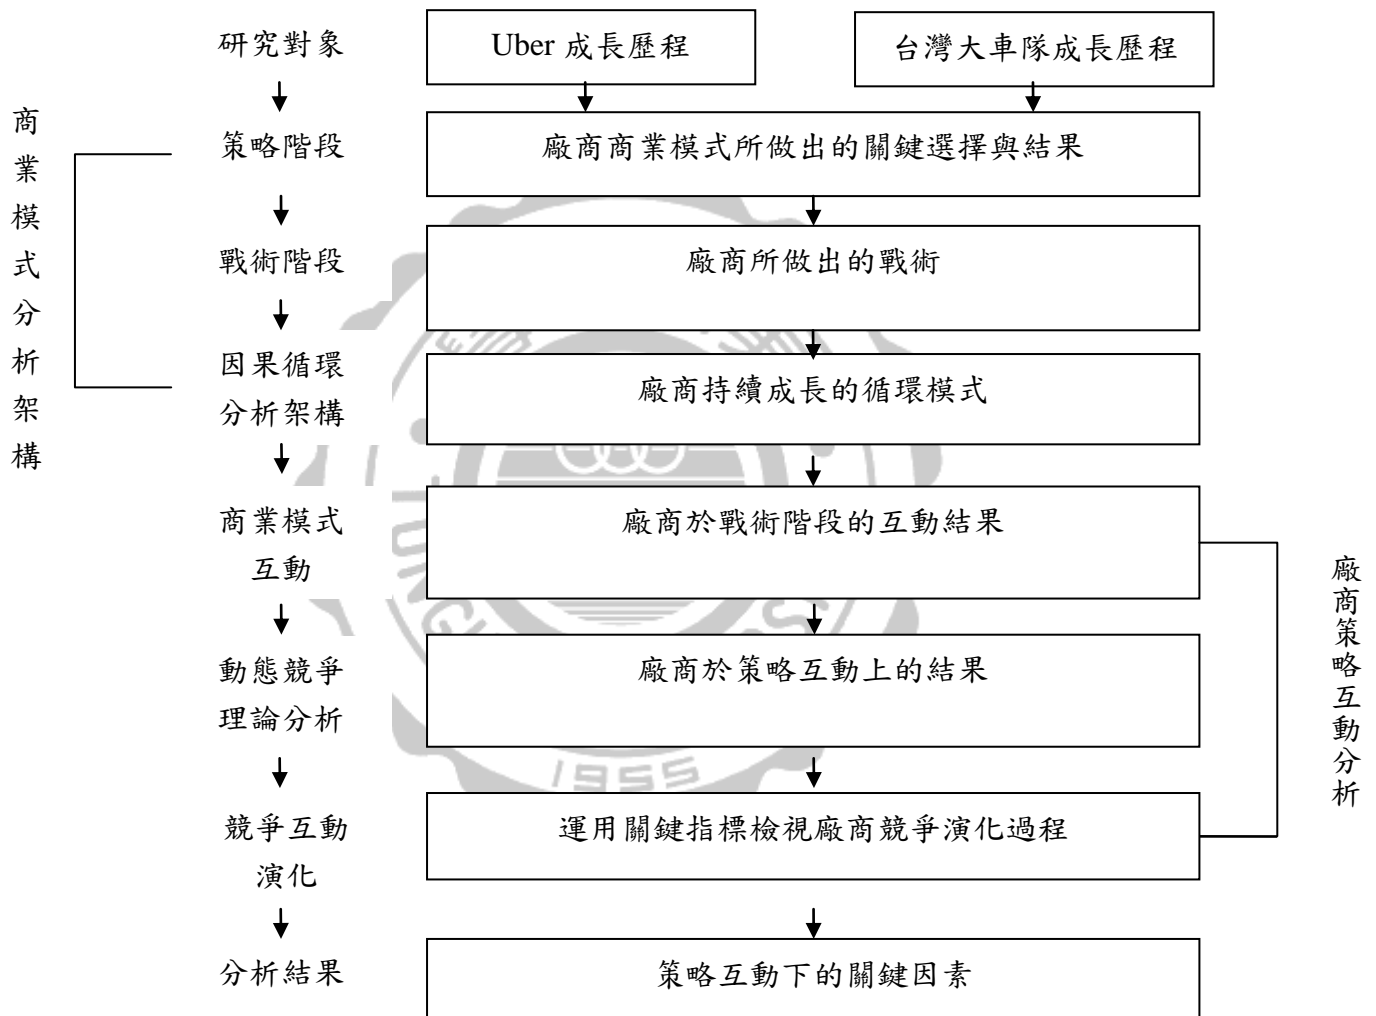 研究對象
Uber 成長歷程
台灣大車隊成長歷程
商業模式分析架構
策略階段
廠商商業模式所做出的關鍵選擇與結果
戰術階段
廠商所做出的戰術
因果循環
分析架構
廠商持續成長的循環模式
商業模式
互動
廠商於戰術階段的互動結果
廠商策略互動分析
動態競爭
理論分析
廠商於策略互動上的結果
1955
競爭互動
演化
運用關鍵指標檢視廠商競爭演化過程
分析結果
策略互動下的關鍵因素